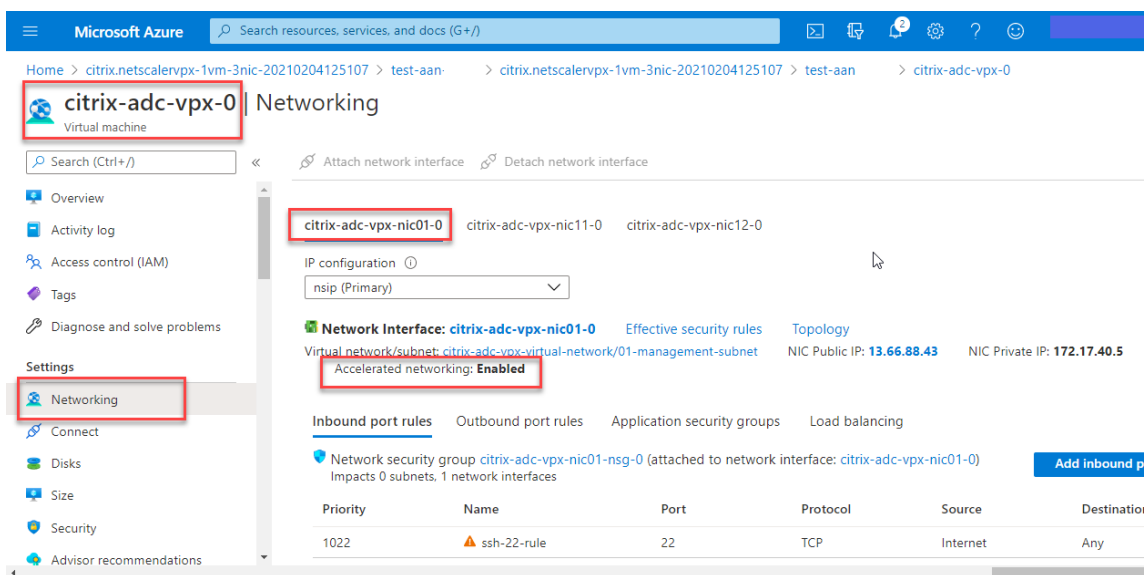 Microsoft Azure
Search resources, services, and docs (G+/)
2
Home > citrix.netscalervpx-1vm-3nic-20210204125107 > test-aan > citrix.netscalervpx-1vm-3nic-20210204125107 > test-aan > citrix-adc-vpx-0
citrix-adc-vpx-0 | Networking
Virtual machine
Search (Ctrl+/)
«
Attach network interface
Detach network interface
Overview
Activity log
Access control (IAM)
Tags
Diagnose and solve problems
Settings
Networking
Connect
Disks
Size
Security
Advisor recommendations
citrix-adc-vpx-nic01-0 citrix-adc-vpx-nic11-0 citrix-adc-vpx-nic12-0
IP configuration
nsip (Primary)
Network Interface: citrix-adc-vpx-nic01-0 Effective security rules Topology
Virtual network/subnet: citrix-adc-vpx-virtual-network/01-management-subnet NIC Public IP: 13.66.88.43 NIC Private IP: 172.17.40.5
Accelerated networking: Enabled
Inbound port rules Outbound port rules Application security groups Load balancing
Network security group citrix-adc-vpx-nic01-nsg-0 (attached to network interface: citrix-adc-vpx-nic01-0)
Impacts 0 subnets, 1 network interfaces
Add inbound p
Priority Name Port Protocol Source Destination
1022 ssh-22-rule 22 TCP Internet Any